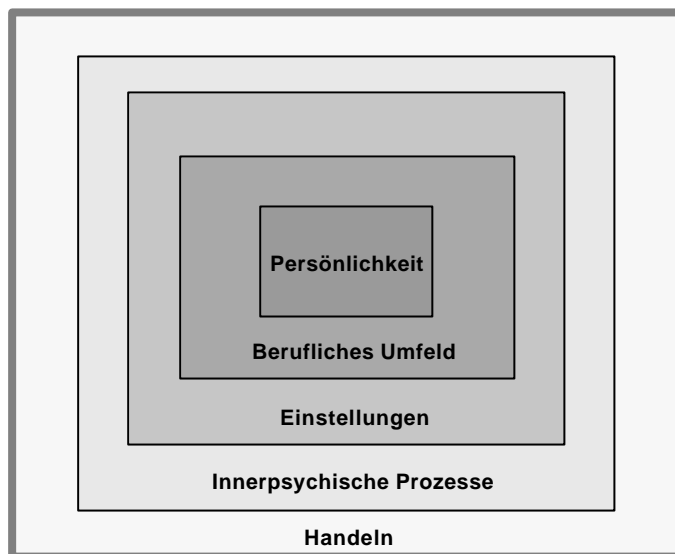 Persönlichkeit
Berufliches Umfeld
Einstellungen
Innerpsychische Prozesse
Handeln